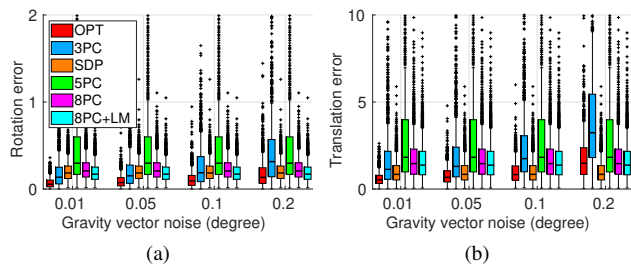 Rotation error
2
1
0
OPT
3PC
SDP
5PC
8PC
8PC+LM
0.01 0.05 0.1 0.2
Gravity vector noise (degree)
(a)
Translation error
10
5
0
0.01 0.05 0.1 0.2
Gravity vector noise (degree)
(b)